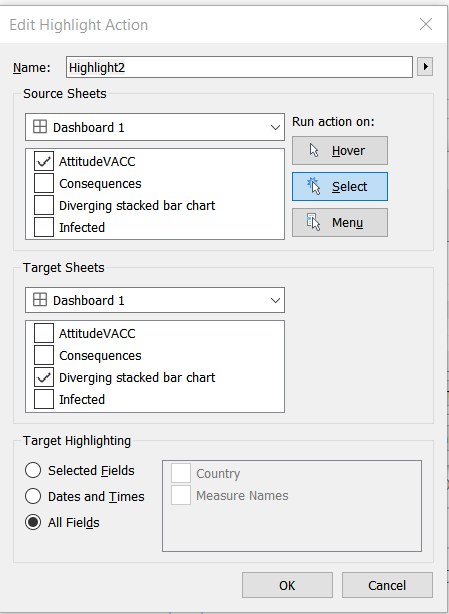 Edit Highlight Action
Name: Highlight2
Source Sheets
Dashboard 1
AttitudeVACC
Consequences
Diverging stacked bar chart
Infected
Run action on:
Hover
Select
Menu
Target Sheets
Dashboard 1
AttitudeVACC
Consequences
Diverging stacked bar chart
Infected
Target Highlighting
Selected Fields
Dates and Times
All Fields
Country
Measure Names
OK Cancel